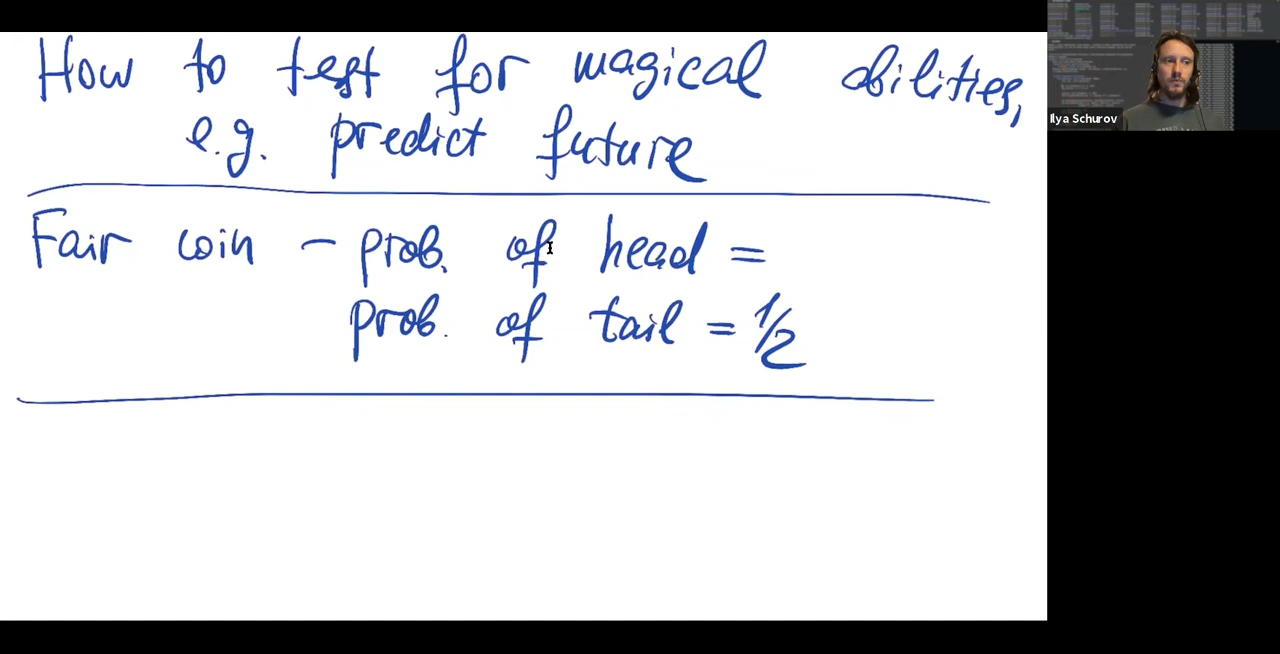 How to test for magical abilities,
e.g. predict future
Fair coin - prob. of head =
prob. of tail = 1/2
Ilya Schurov